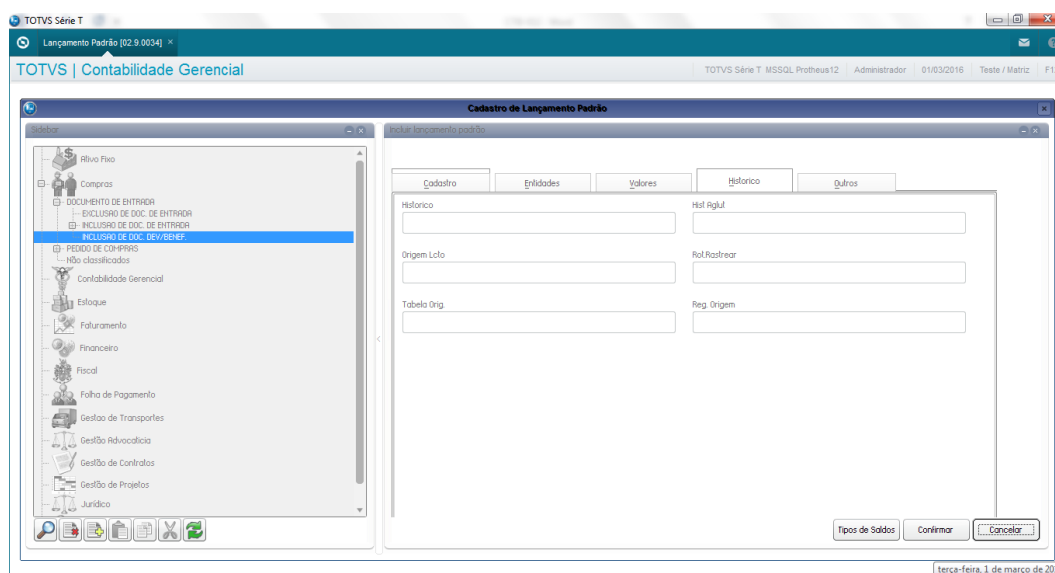 TOTVS Série T
Lançamento Padrão [02.9.0034] ×
TOTVS | Contabilidade Gerencial
TOTVS Série T MSSQL Protheus12 Administrador 01/03/2016 Teste / Matriz
Cadastro de Lançamento Padrão
Sidebar
Ativo Fixo
Compras
DOCUMENTO DE ENTRADA
EXCLUSAO DE DOC. DE ENTRADA
INCLUSAO DE DOC. DE ENTRADA
INCLUSAO DE DOC. DEV/BENEF.
PEDIDO DE COMPRAS
Não classificados
Contabilidade Gerencial
Estoque
Faturamento
Financeiro
Fiscal
Folha de Pagamento
Gestao de Transportes
Gestão Advocaticia
Gestão de Contratos
Gestão de Projetos
Jurídico
Incluir lançamento padrão
Cadastro Entidades Valores Historico Outros
Historico Hist Aglut
Origem Lcto Rot.Rastrear
Tabela Orig. Reg. Origem
Tipos de Saldos Confirmar Cancelar
terça-feira, 1 de março de 20